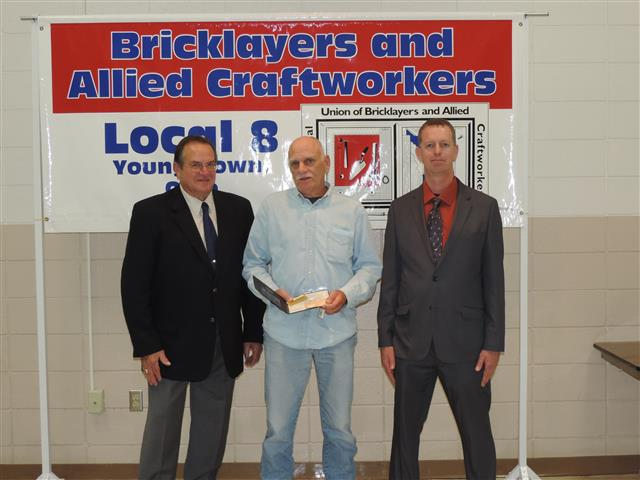 Bricklayers and
Allied Craftworkers
Local 8
Union of Bricklayers and Allied
Craftworke